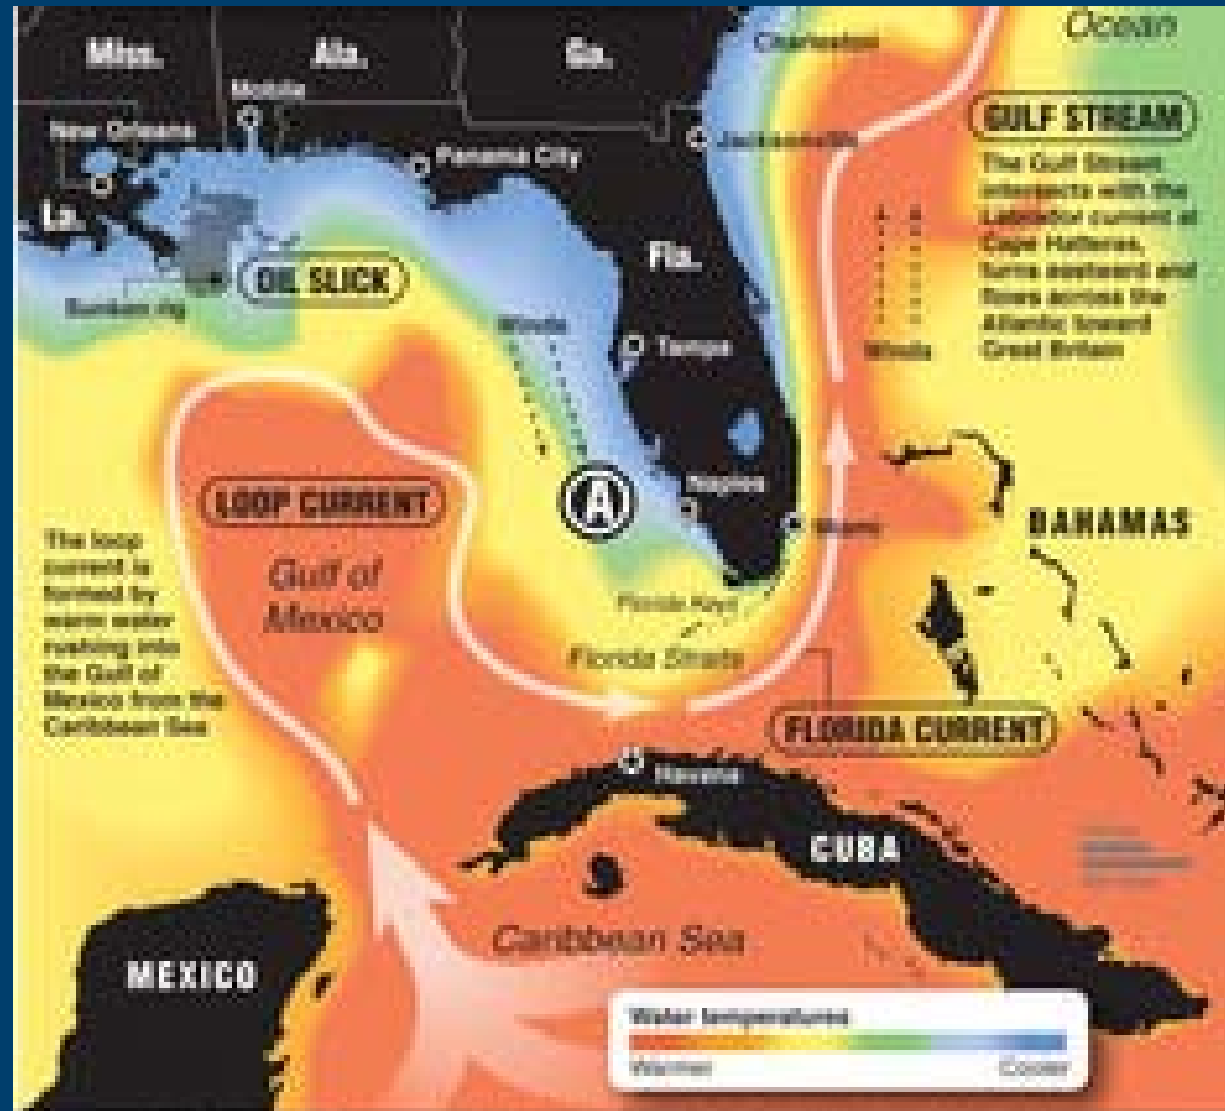 Ocean
Charleston
Miss.
Ala.
Ga.
Mobile
New Orleans
Panama City
Jacksonville
La.
Fla.
GULF STREAM
The Gulf Stream
intersects with the
Labrador current at
Cape Hatteras,
turns eastward and
flows across the
Atlantic toward
Great Britain
OIL SLICK
Sunken rig
Winds
Tampa
Winds
LOOP CURRENT
A
Naples
Miami
BAHAMAS
The loop
current is
formed by
warm water
rushing into
the Gulf of
Mexico from the
Caribbean Sea
Gulf of
Mexico
Florida Keys
Florida Straits
FLORIDA CURRENT
Havana
CUBA
Caribbean Sea
MEXICO
Water temperatures
Warmer
Cooler